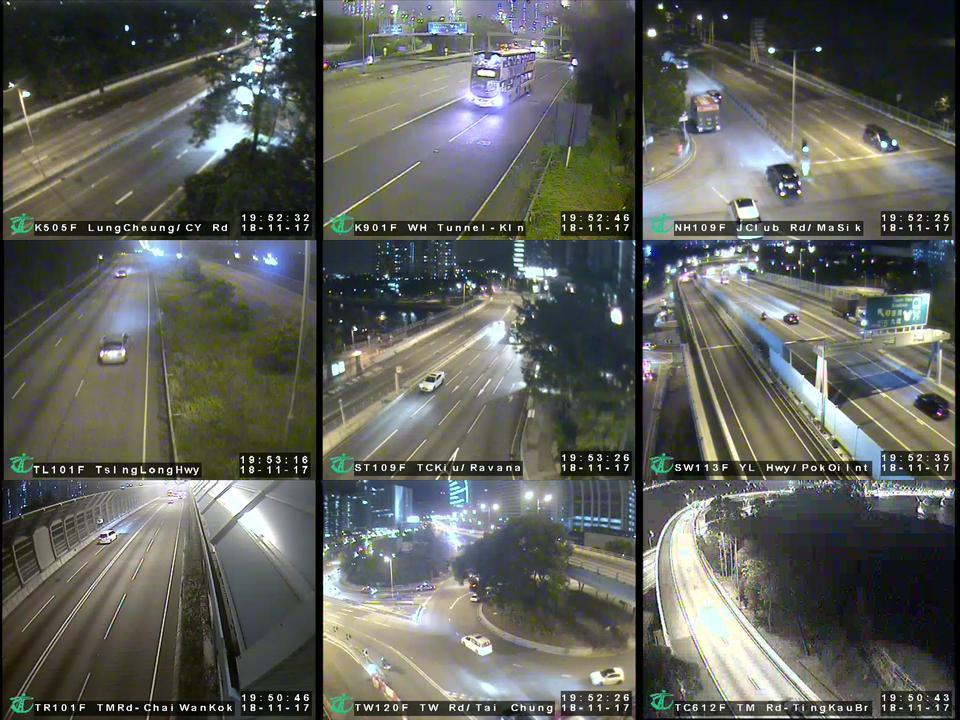 K505F LungCheung/CY Rd
19:52:32
18-11-17
K901F WH Tunnel-Kln
19:52:46
18-11-17
NH109F JClub Rd/MaSik
19:52:25
18-11-17
TL101F TsingLongHwy
19:53:16
18-11-17
ST109F TCKiu/Ravana
19:53:26
18-11-17
SW113F YL Hwy/PokOiInt
19:52:35
18-11-17
TR101F TMRd-ChaiWanKok
19:50:46
18-11-17
TW120F TW Rd/Tai Chung
19:52:26
18-11-17
TC612F TM Rd-TingKauBr
19:50:43
18-11-17